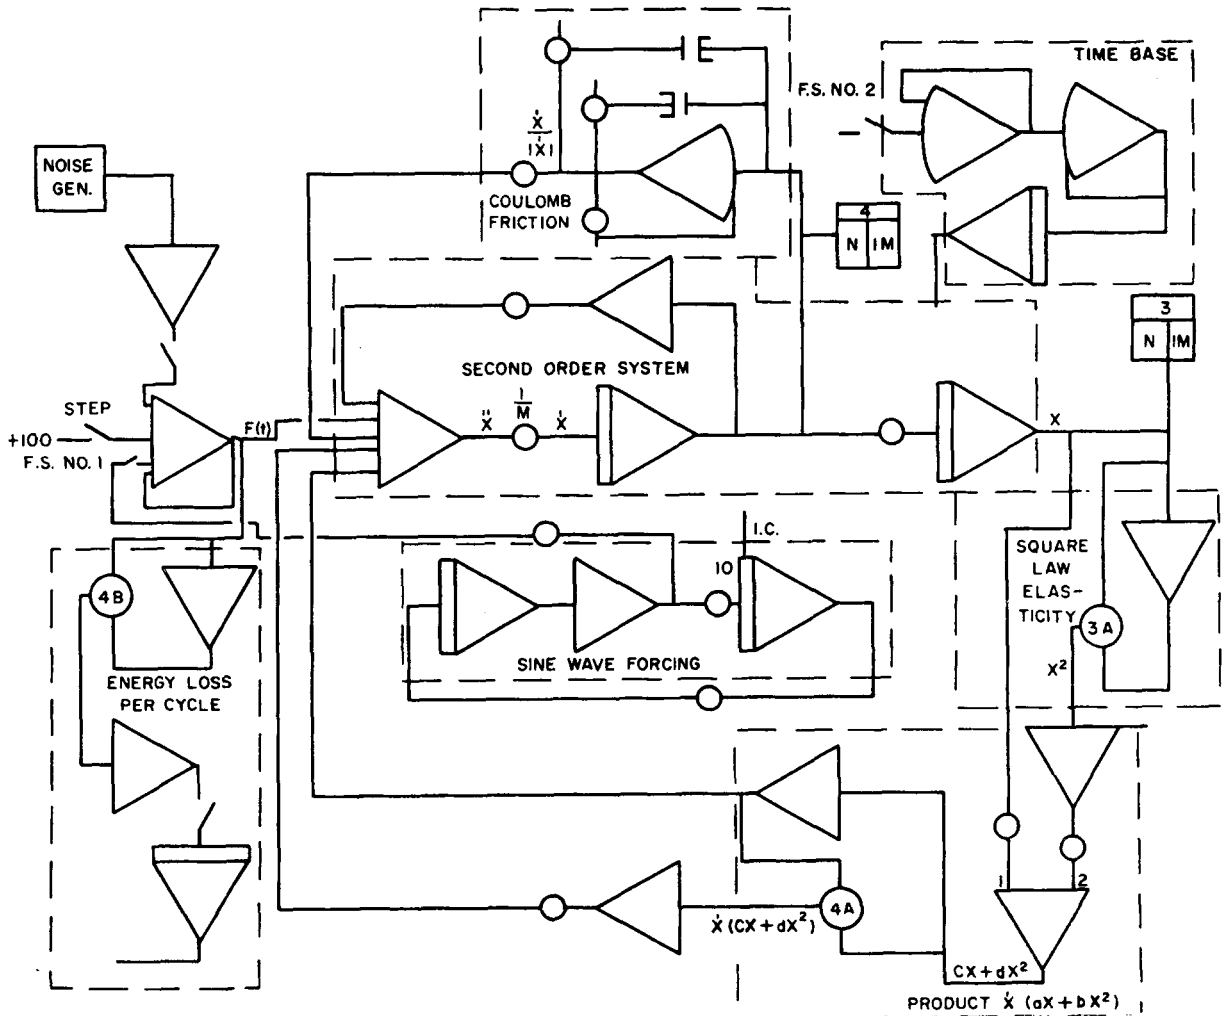 TIME BASE
F.S. NO. 2
Ẋ
|Ẋ|
NOISE
GEN.
COULOMB
FRICTION
4
N IM
3
N IM
SECOND ORDER SYSTEM
STEP
+100
F.S. NO. 1
F(t)
Ẍ
1
M
Ẋ
X
I.C.
10
SQUARE
LAW
ELAS-
TICITY
4B
3A
SINE WAVE FORCING
X²
ENERGY LOSS
PER CYCLE
1
2
4A
Ẋ (CX + dX²)
CX + dX²
PRODUCT Ẋ (aX + bX²)